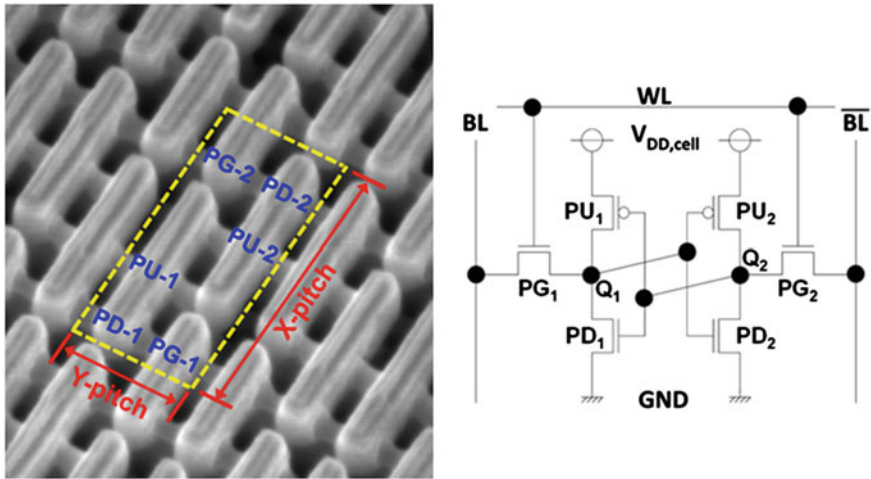 PG-2 PD-2
PU-2
PU-1
PD-1 PG-1
X-pitch
Y-pitch
WL
BL
BL
V_DD,cell
PU₁
PU₂
Q₁
Q₂
PG₁
PG₂
PD₁
PD₂
GND